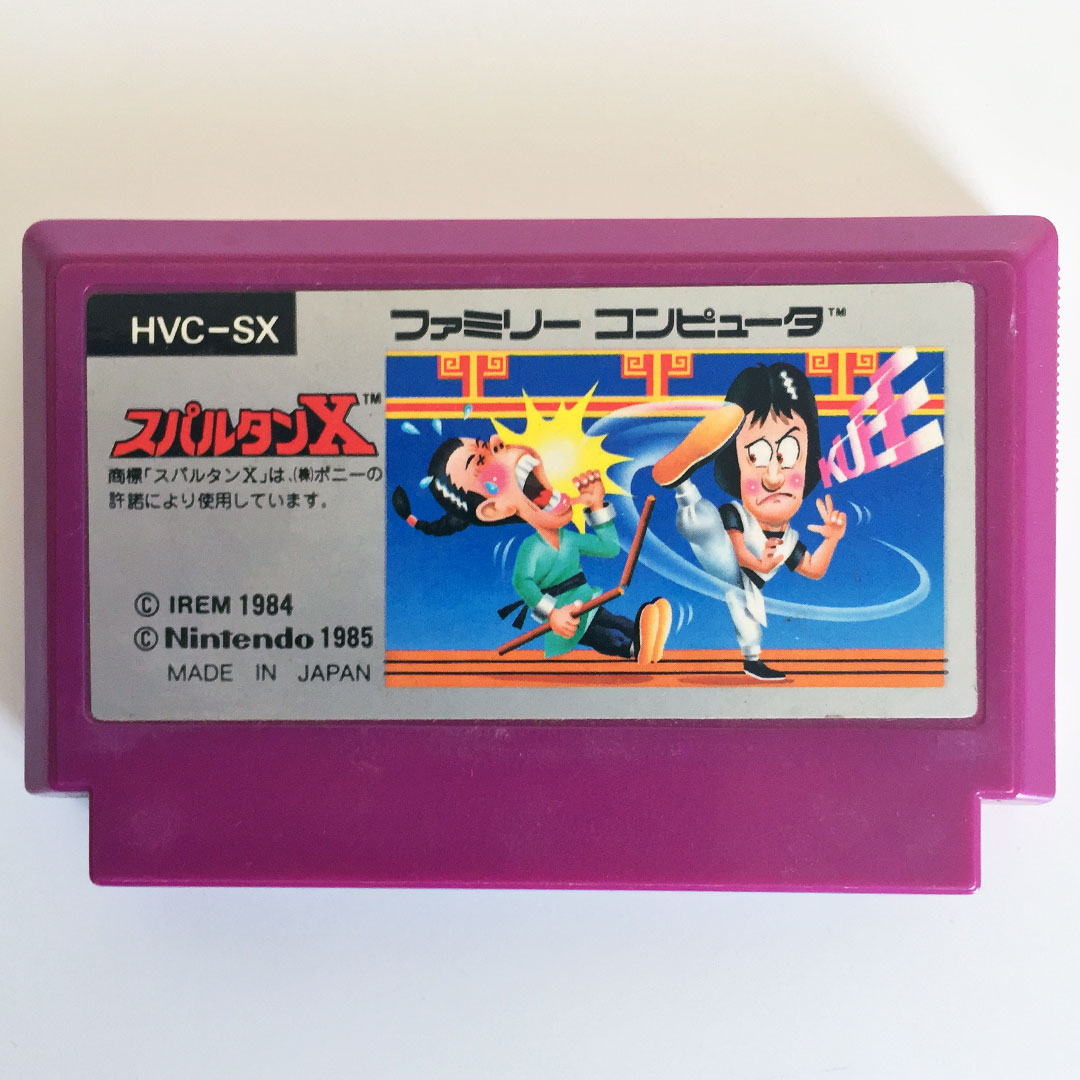 HVC-SX
ファミリー コンピュータ™
スパルタンX™
商標「スパルタンX」は、(株)ポニーの
許諾により使用しています。
KUEEE
© IREM 1984
© Nintendo 1985
MADE IN JAPAN